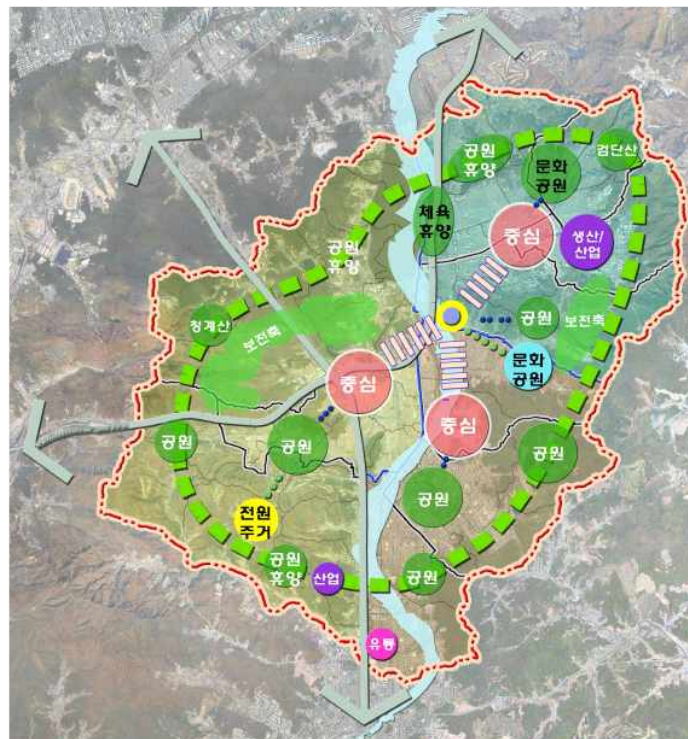 공원
휴양
문화
공원
검단산
체육
휴양
중심
생산/
산업
공원
휴양
청계산
보전축
공원
보전축
문화
공원
중심
중심
공원
공원
공원
공원
전원
주거
공원
휴양
산업
공원
유통